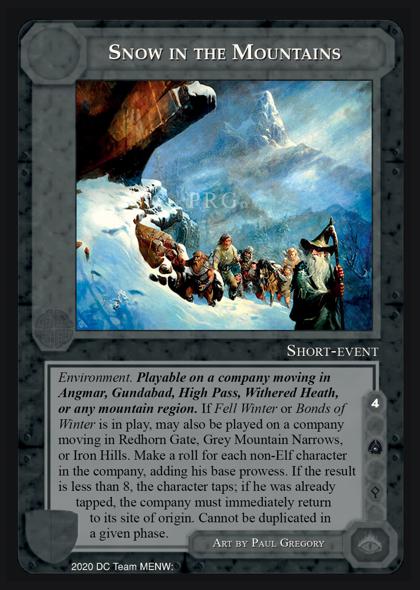 Snow in the Mountains
PRG
Short-event
Environment. Playable on a company moving in
Angmar, Gundabad, High Pass, Withered Heath,
or any mountain region. If Fell Winter or Bonds of
Winter is in play, may also be played on a company
moving in Redhorn Gate, Grey Mountain Narrows,
or Iron Hills. Make a roll for each non-Elf character
in the company, adding his base prowess. If the result
is less than 8, the character taps; if he was already
tapped, the company must immediately return
to its site of origin. Cannot be duplicated in
a given phase.
4
Art by Paul Gregory
2020 DC Team MENW: